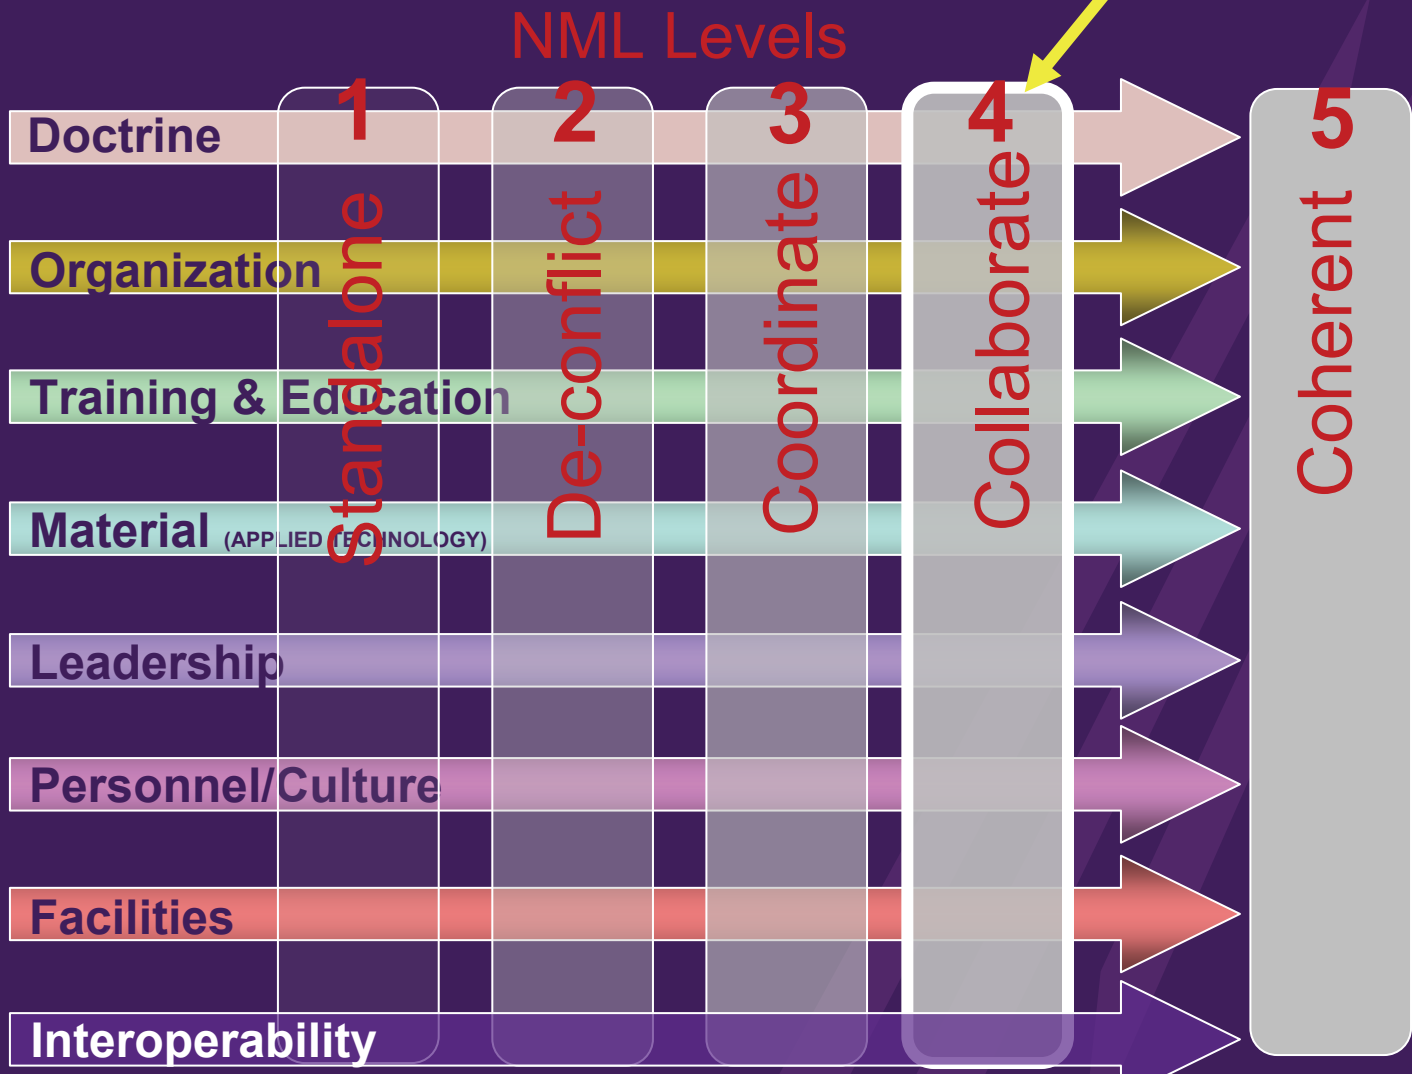 NML Levels
1
2
3
4
5
Standalone
De-conflict
Coordinate
Collaborate
Coherent
Doctrine
Organization
Training & Education
Material (APPLIED TECHNOLOGY)
Leadership
Personnel/Culture
Facilities
Interoperability